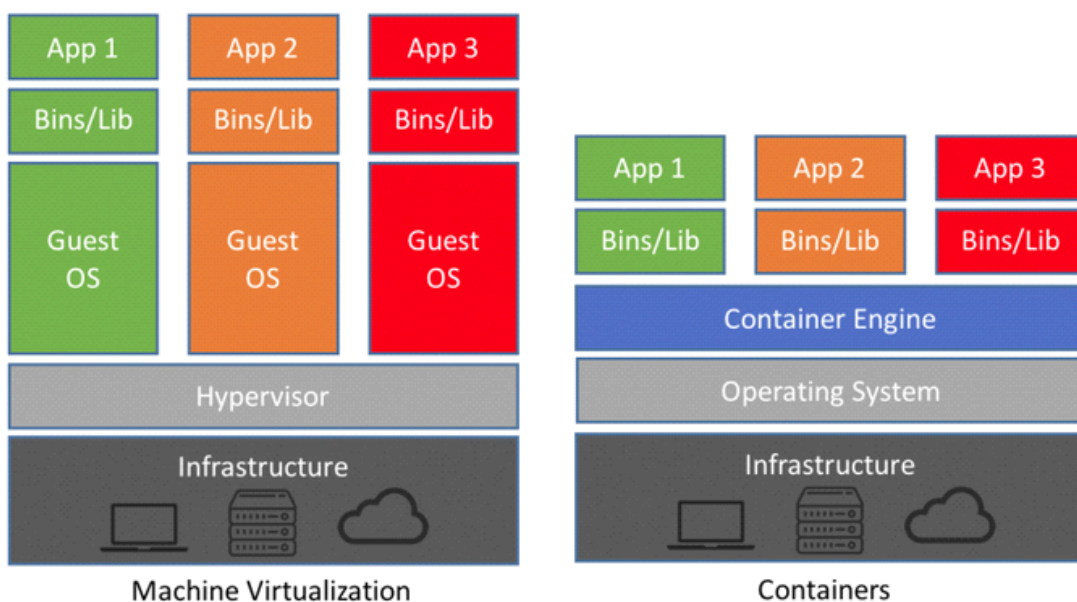 App 1
App 2
App 3
Bins/Lib
Bins/Lib
Bins/Lib
Guest
OS
Guest
OS
Guest
OS
Hypervisor
Infrastructure
Machine Virtualization
App 1
App 2
App 3
Bins/Lib
Bins/Lib
Bins/Lib
Container Engine
Operating System
Infrastructure
Containers